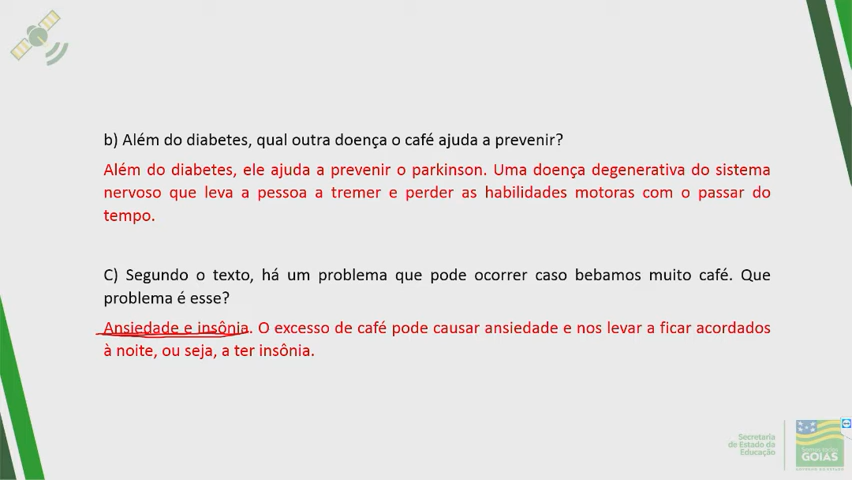 b) Além do diabetes, qual outra doença o café ajuda a prevenir?
Além do diabetes, ele ajuda a prevenir o parkinson. Uma doença degenerativa do sistema
nervoso que leva a pessoa a tremer e perder as habilidades motoras com o passar do
tempo.
C) Segundo o texto, há um problema que pode ocorrer caso bebamos muito café. Que
problema é esse?
Ansiedade e insônia. O excesso de café pode causar ansiedade e nos levar a ficar acordados
à noite, ou seja, a ter insônia.
Secretaria
de Estado da
Educação
GOIÁS